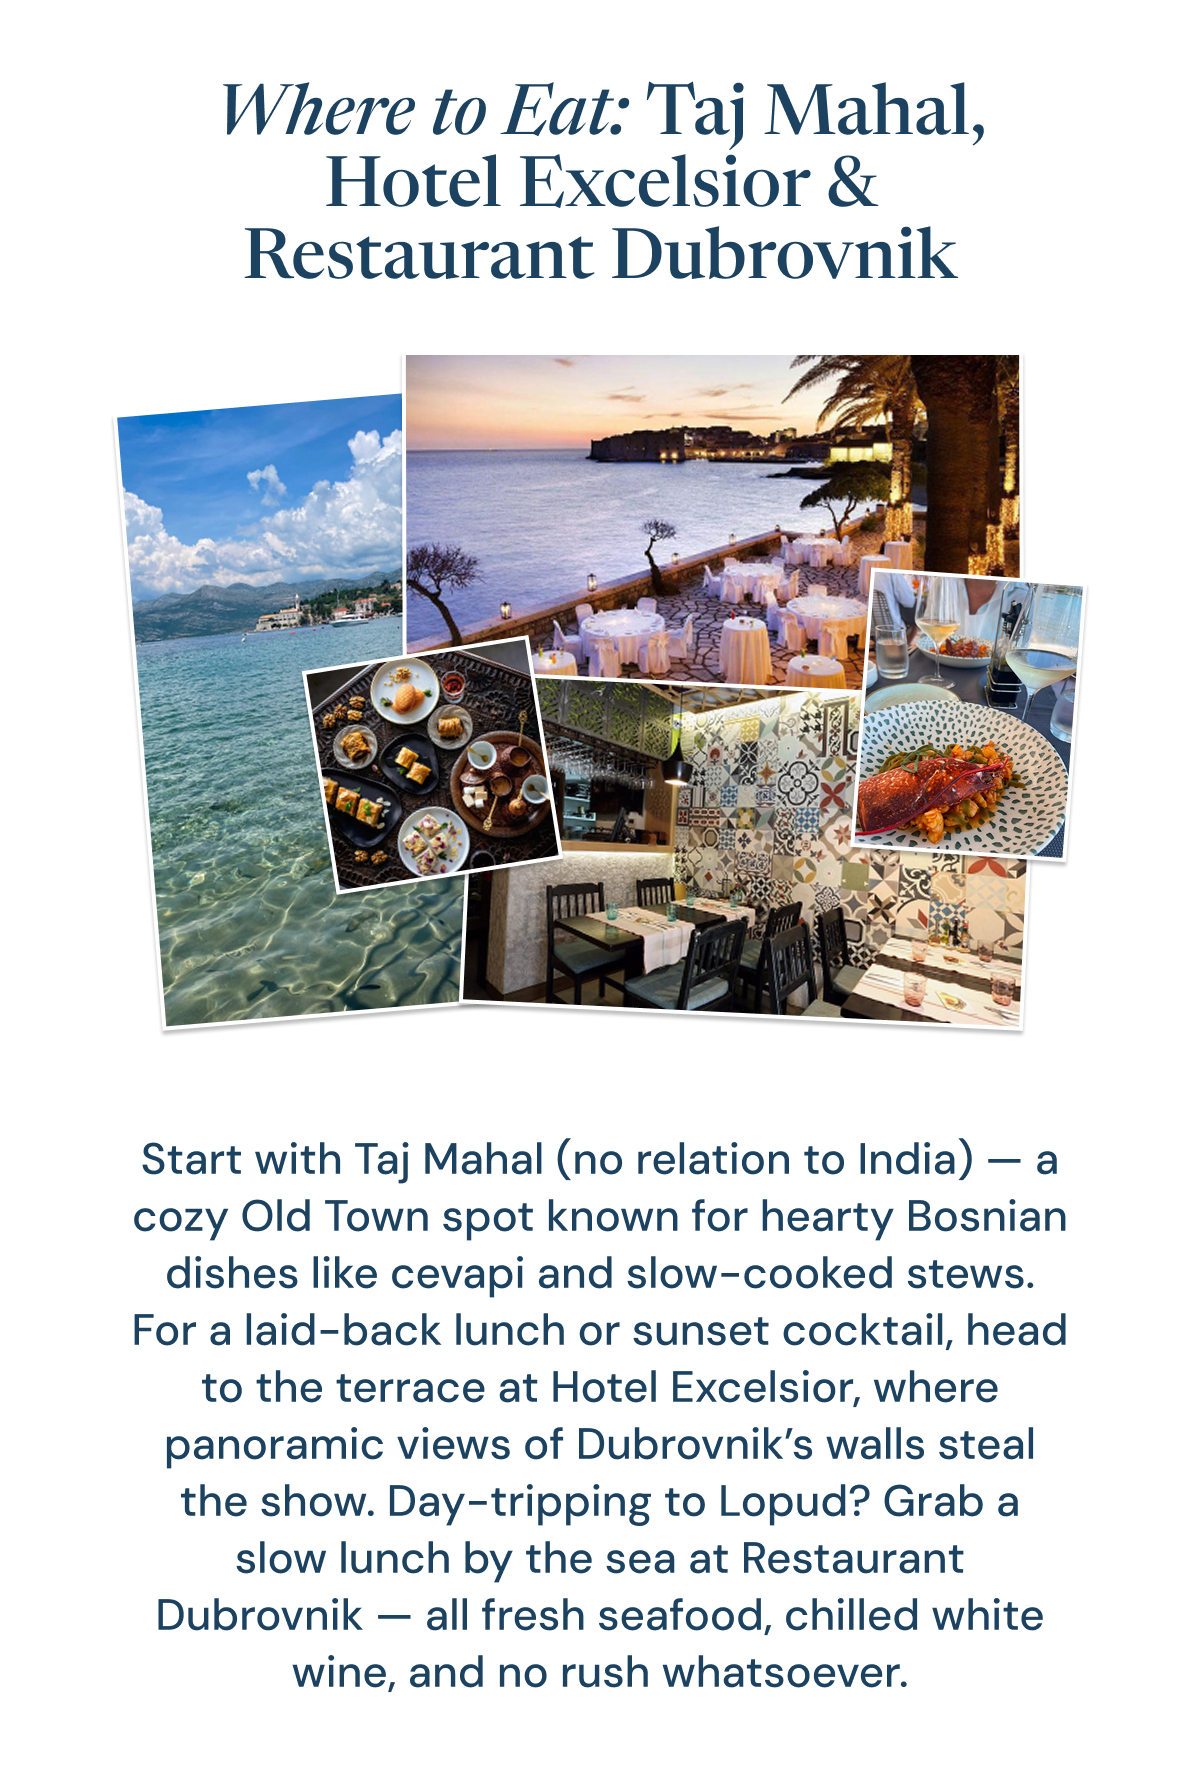 Where to Eat: Taj Mahal,
Hotel Excelsior &
Restaurant Dubrovnik
Start with Taj Mahal (no relation to India) — a
cozy Old Town spot known for hearty Bosnian
dishes like cevapi and slow-cooked stews.
For a laid-back lunch or sunset cocktail, head
to the terrace at Hotel Excelsior, where
panoramic views of Dubrovnik’s walls steal
the show. Day-tripping to Lopud? Grab a
slow lunch by the sea at Restaurant
Dubrovnik — all fresh seafood, chilled white
wine, and no rush whatsoever.